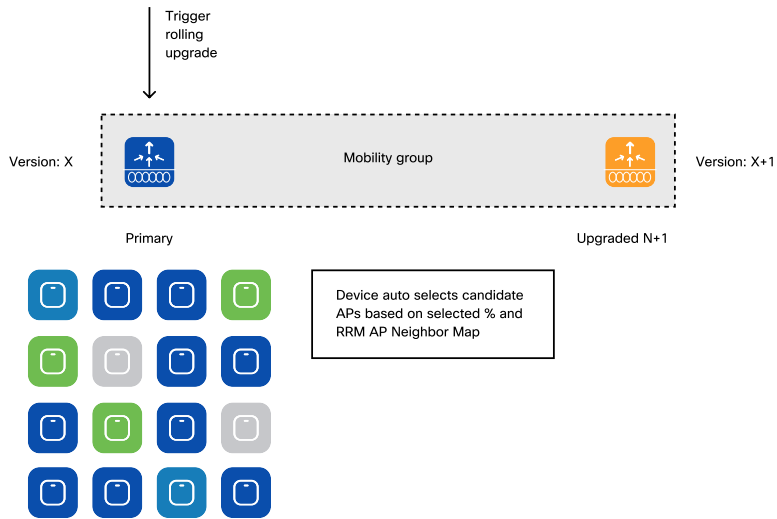 Trigger
rolling
upgrade
Version: X
Mobility group
Version: X+1
Primary
Upgraded N+1
Device auto selects candidate
APs based on selected % and
RRM AP Neighbor Map